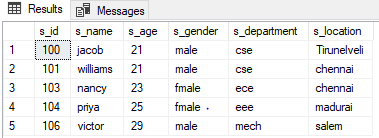 Results Messages
s_id s_name s_age s_gender s_department s_location
1 100 jacob 21 male cse Tirunelveli
2 101 williams 21 male cse chennai
3 103 nancy 23 fmale ece chennai
4 104 priya 25 fmale eee madurai
5 106 victor 29 male mech salem